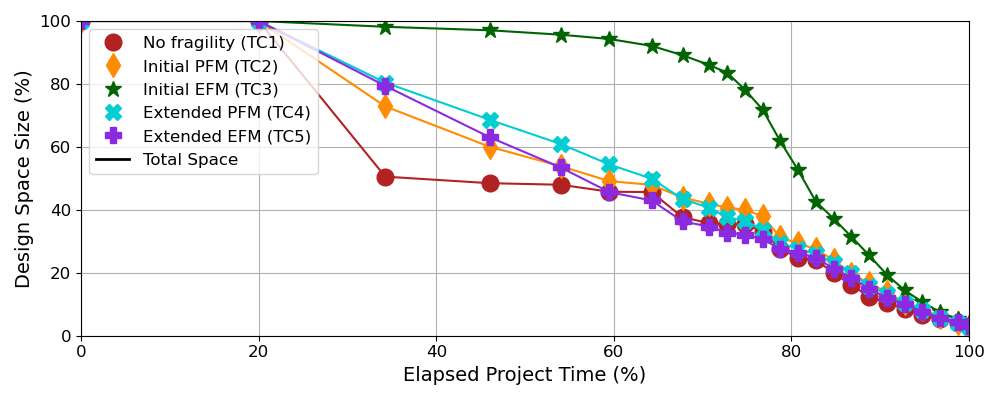 100
80
60
40
20
0
Design Space Size (%)
No fragility (TC1)
Initial PFM (TC2)
Initial EFM (TC3)
Extended PFM (TC4)
Extended EFM (TC5)
Total Space
0 20 40 60 80 100
Elapsed Project Time (%)